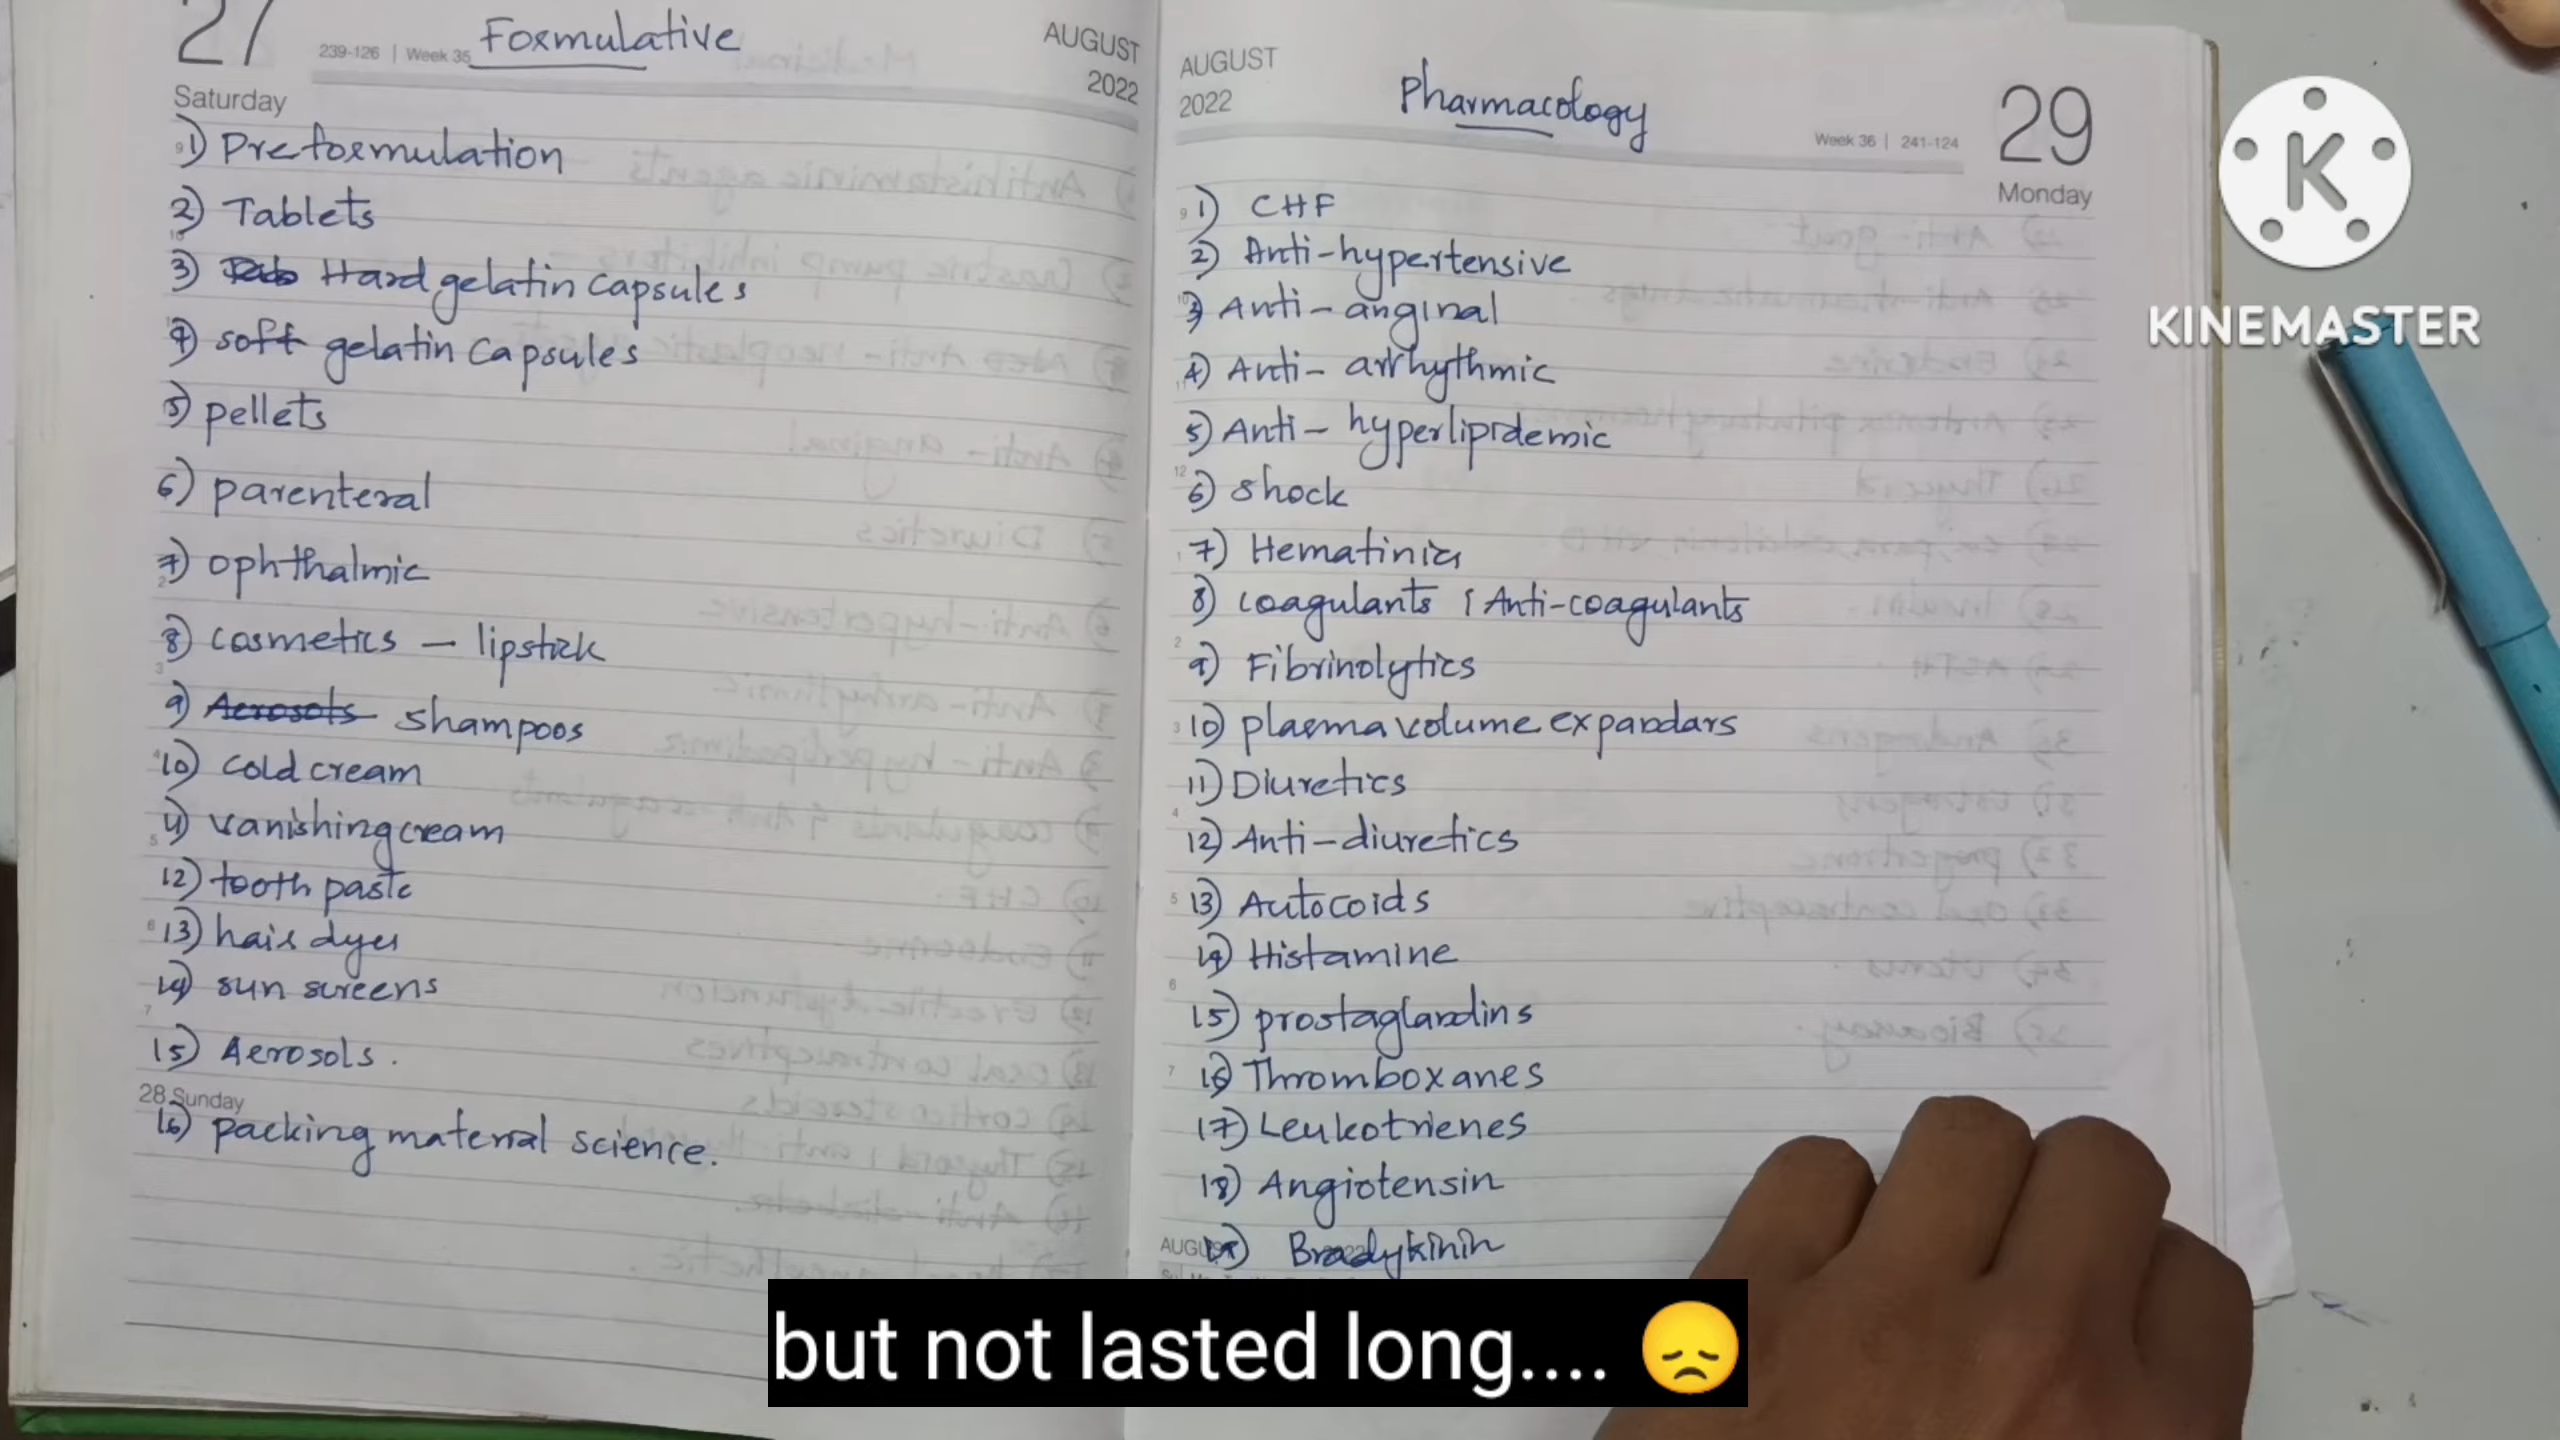 27
239-126 | Week 35
Formulative
AUGUST
2022
Saturday
1) Preformulation
2) Tablets
3) Hard gelatin capsules
4) soft gelatin capsules
5) pellets
6) parenteral
7) ophthalmic
8) cosmetics — lipstick
9) Aerosols shampoos
10) cold cream
11) vanishing cream
12) tooth paste
13) hair dyes
14) sun screens
15) Aerosols.
28 Sunday
16) packing material science.
AUGUST
2022
Pharmacology
Week 36 | 241-124
29
Monday
1) CHF
2) Anti-hypertensive
3) Anti-anginal
4) Anti-arrhythmic
5) Anti-hyperlipidemic
6) shock
7) Hematinics
8) coagulants & Anti-coagulants
9) Fibrinolytics
10) plasma volume expandars
11) Diuretics
12) Anti-diuretics
13) Autocoids
14) Histamine
15) prostaglandins
16) Thromboxanes
17) Leukotrienes
18) Angiotensin
19) Bradykinin
K
KINEMASTER
but not lasted long.... 😞